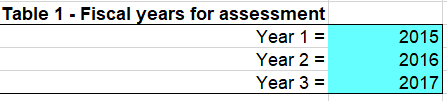 Table 1 - Fiscal years for assessment
Year 1 = 2015
Year 2 = 2016
Year 3 = 2017